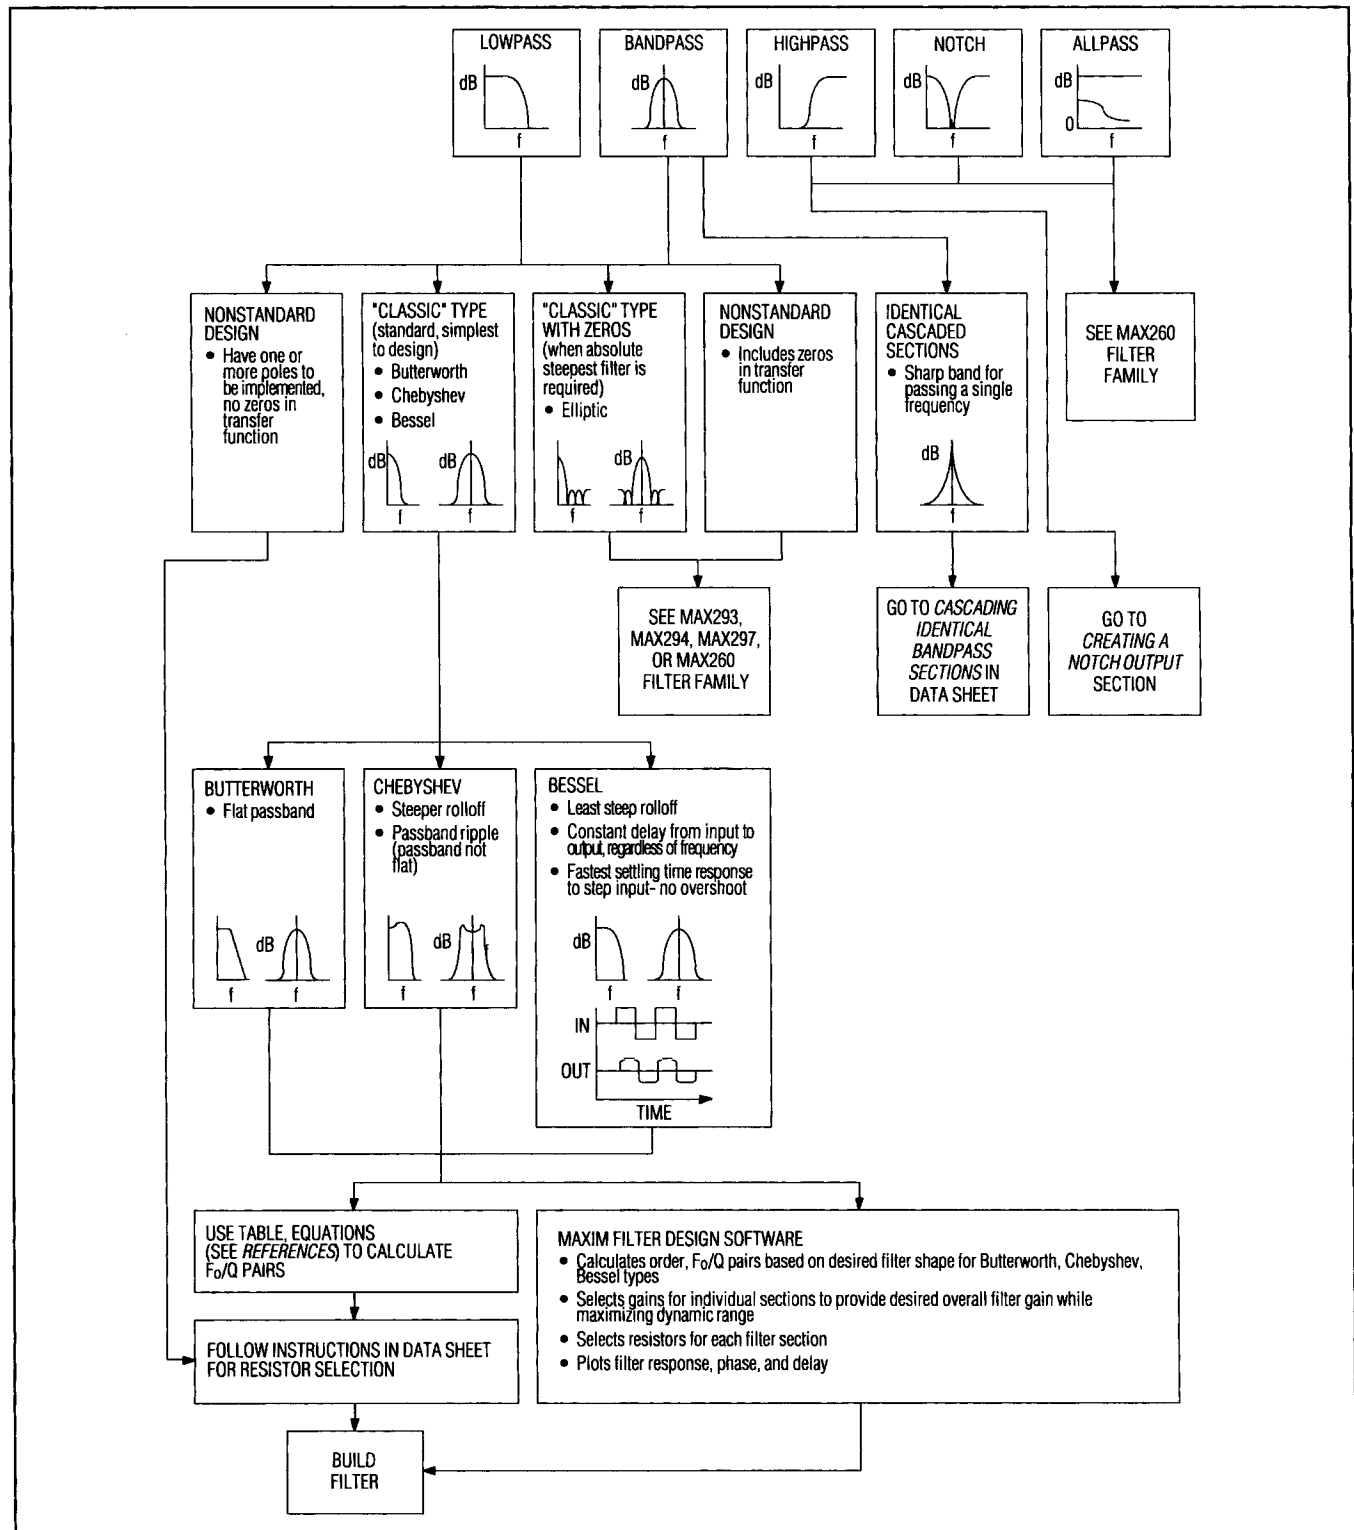 LOWPASS
dB
f
BANDPASS
dB
f
HIGHPASS
dB
f
NOTCH
dB
f
ALLPASS
dB
0
f
NONSTANDARD
DESIGN
• Have one or
more poles to
be implemented,
no zeros in
transfer
function
"CLASSIC" TYPE
(standard, simplest
to design)
• Butterworth
• Chebyshev
• Bessel
dB
f
dB
f
"CLASSIC" TYPE
WITH ZEROS
(when absolute
steepest filter is
required)
• Elliptic
f
dB
f
NONSTANDARD
DESIGN
• Includes zeros
in transfer
function
IDENTICAL
CASCADED
SECTIONS
• Sharp band for
passing a single
frequency
dB
f
SEE MAX260
FILTER
FAMILY
SEE MAX293,
MAX294, MAX297,
OR MAX260
FILTER FAMILY
GO TO CASCADING
IDENTICAL
BANDPASS
SECTIONS IN
DATA SHEET
GO TO
CREATING A
NOTCH OUTPUT
SECTION
BUTTERWORTH
• Flat passband
f
dB
f
CHEBYSHEV
• Steeper rolloff
• Passband ripple
(passband not
flat)
f
dB
f
BESSEL
• Least steep rolloff
• Constant delay from input to
output, regardless of frequency
• Fastest settling time response
to step input- no overshoot
dB
f
f
IN
OUT
TIME
USE TABLE, EQUATIONS
(SEE REFERENCES) TO CALCULATE
Fo/Q PAIRS
FOLLOW INSTRUCTIONS IN DATA SHEET
FOR RESISTOR SELECTION
MAXIM FILTER DESIGN SOFTWARE
• Calculates order, Fo/Q pairs based on desired filter shape for Butterworth, Chebyshev,
Bessel types
• Selects gains for individual sections to provide desired overall filter gain while
maximizing dynamic range
• Selects resistors for each filter section
• Plots filter response, phase, and delay
BUILD
FILTER